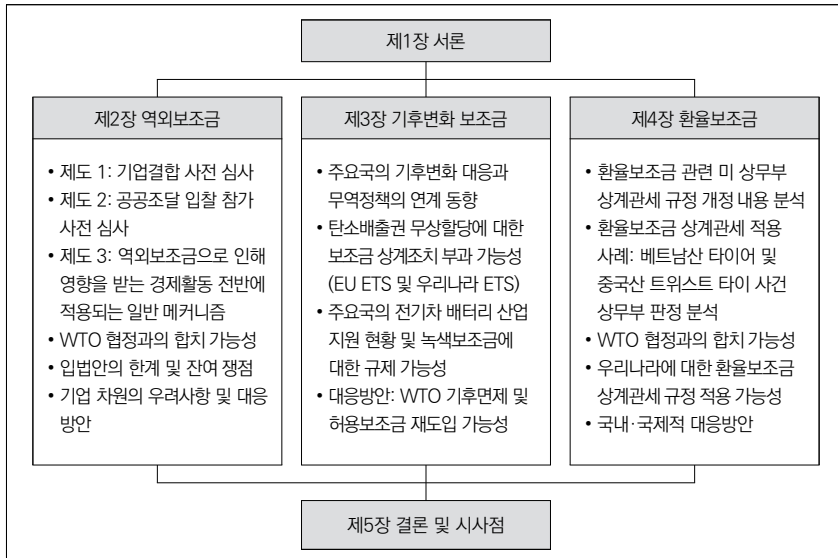 제1장 서론
제2장 역외보조금
• 제도 1: 기업결합 사전 심사
• 제도 2: 공공조달 입찰 참가
사전 심사
• 제도 3: 역외보조금으로 인해
영향을 받는 경제활동 전반에
적용되는 일반 메커니즘
• WTO 협정과의 합치 가능성
• 입법안의 한계 및 잔여 쟁점
• 기업 차원의 우려사항 및 대응
방안
제3장 기후변화 보조금
• 주요국의 기후변화 대응과
무역정책의 연계 동향
• 탄소배출권 무상할당에 대한
보조금 상계조치 부과 가능성
(EU ETS 및 우리나라 ETS)
• 주요국의 전기차 배터리 산업
지원 현황 및 녹색보조금에
대한 규제 가능성
• 대응방안: WTO 기후면제 및
허용보조금 재도입 가능성
제4장 환율보조금
• 환율보조금 관련 미 상무부
상계관세 규정 개정 내용 분석
• 환율보조금 상계관세 적용
사례: 베트남산 타이어 및
중국산 트위스트 타이 사건
상무부 판정 분석
• WTO 협정과의 합치 가능성
• 우리나라에 대한 환율보조금
상계관세 규정 적용 가능성
• 국내·국제적 대응방안
제5장 결론 및 시사점